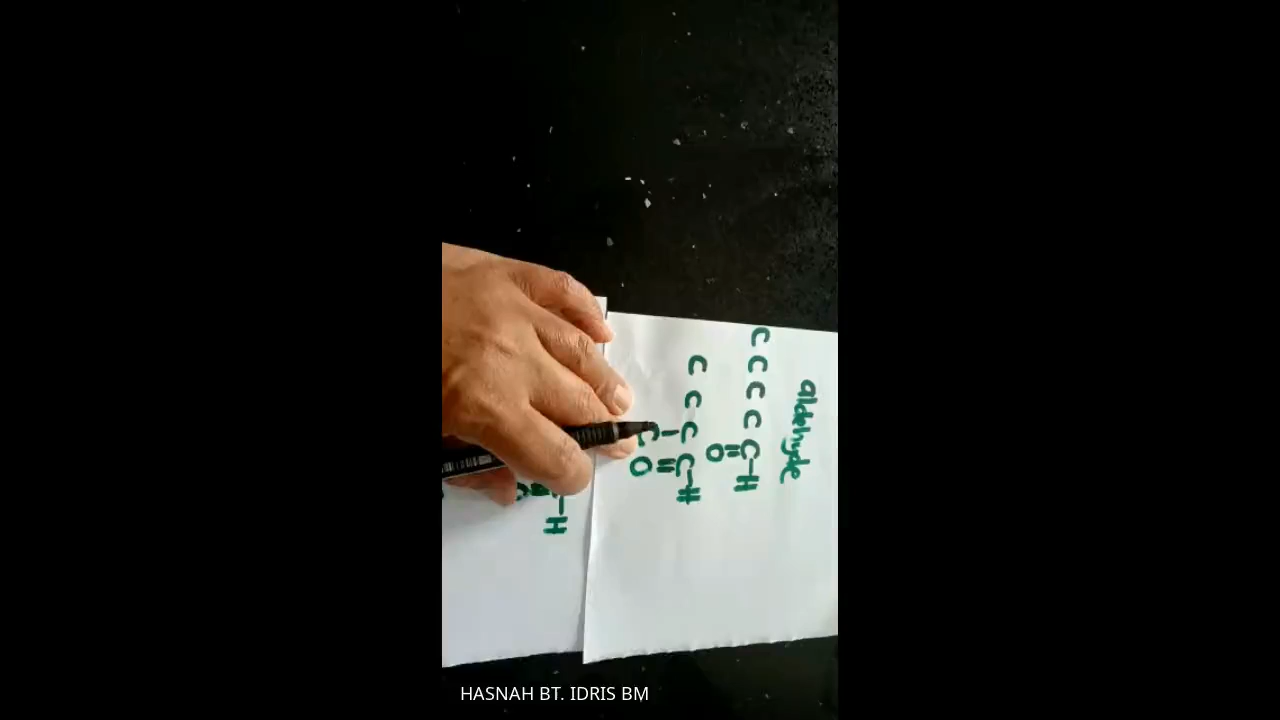 aldehyde
C C C C C-H
O
C C C C-H
C O
H
HASNAH BT. IDRIS BM